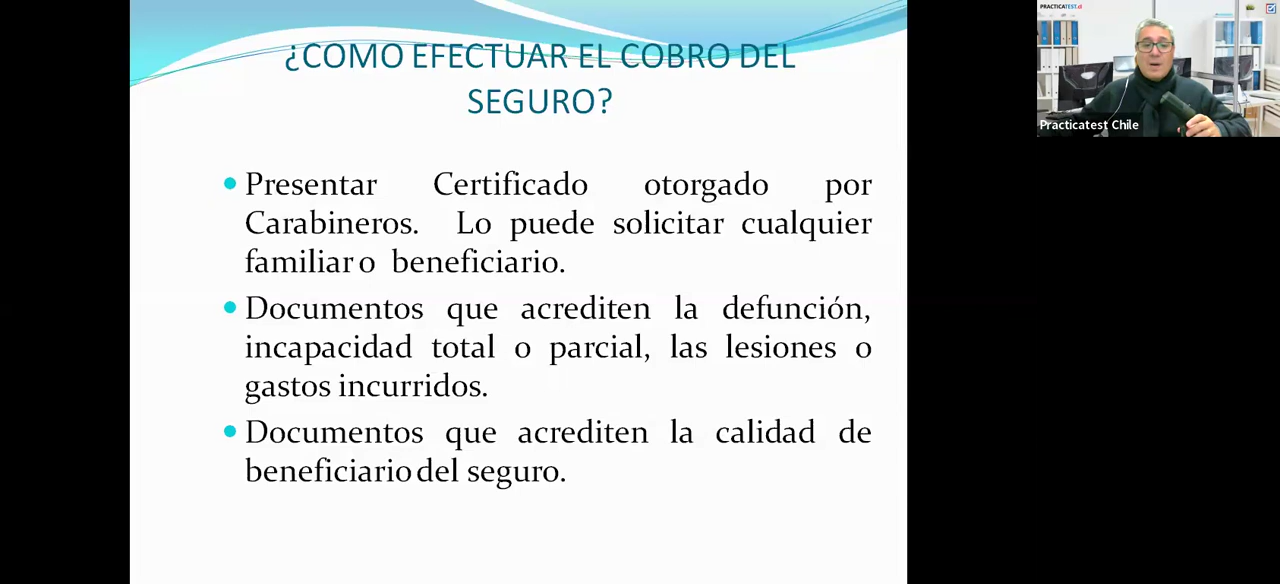 ¿COMO EFECTUAR EL COBRO DEL
SEGURO?
Presentar Certificado otorgado por
Carabineros. Lo puede solicitar cualquier
familiar o beneficiario.
Documentos que acrediten la defunción,
incapacidad total o parcial, las lesiones o
gastos incurridos.
Documentos que acrediten la calidad de
beneficiario del seguro.
PRACTICATEST.cl
Practicatest Chile